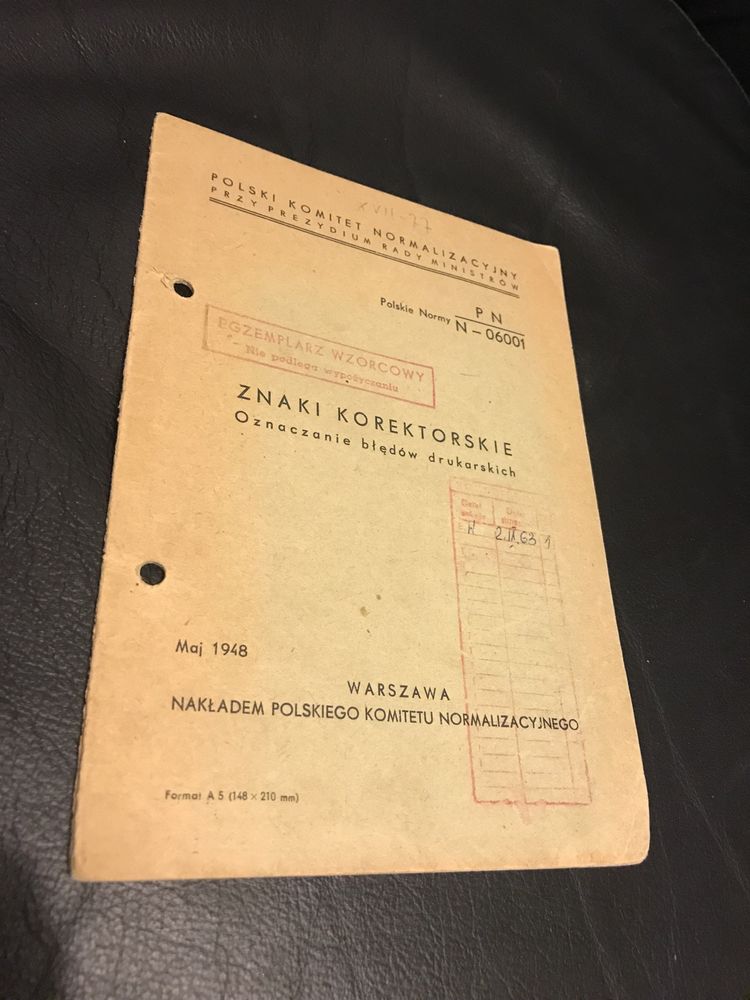 XVII-77
POLSKI KOMITET NORMALIZACYJNY
PRZY PREZYDIUM RADY MINISTRÓW
Polskie Normy
PN
N-06001
EGZEMPLARZ WZORCOWY
Nie podlega wypożyczaniu
ZNAKI KOREKTORSKIE
Oznaczanie błędów drukarskich
2.IX.63 1
Maj 1948
WARSZAWA
NAKŁADEM POLSKIEGO KOMITETU NORMALIZACYJNEGO
Format A 5 (148 × 210 mm)